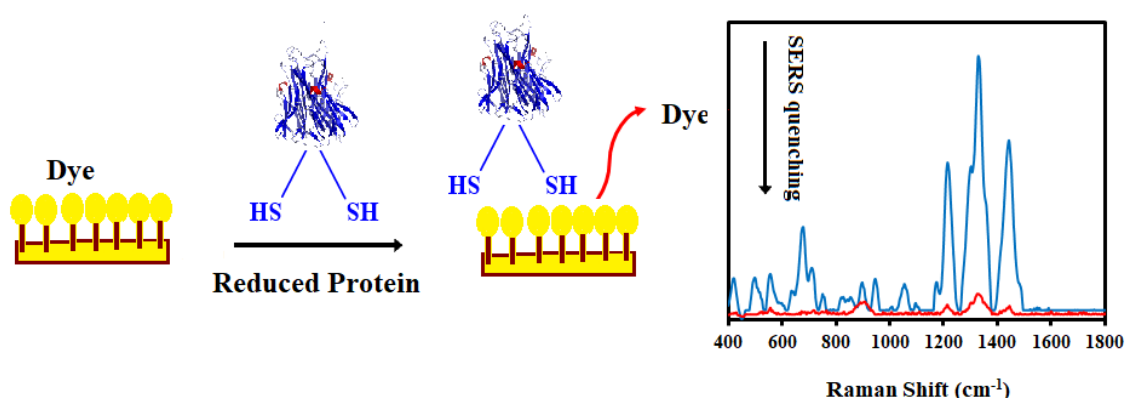 Dye
HS
SH
Reduced Protein
HS
SH
Dye
SERS quenching
400 600 800 1000 1200 1400 1600 1800
Raman Shift (cm⁻¹)